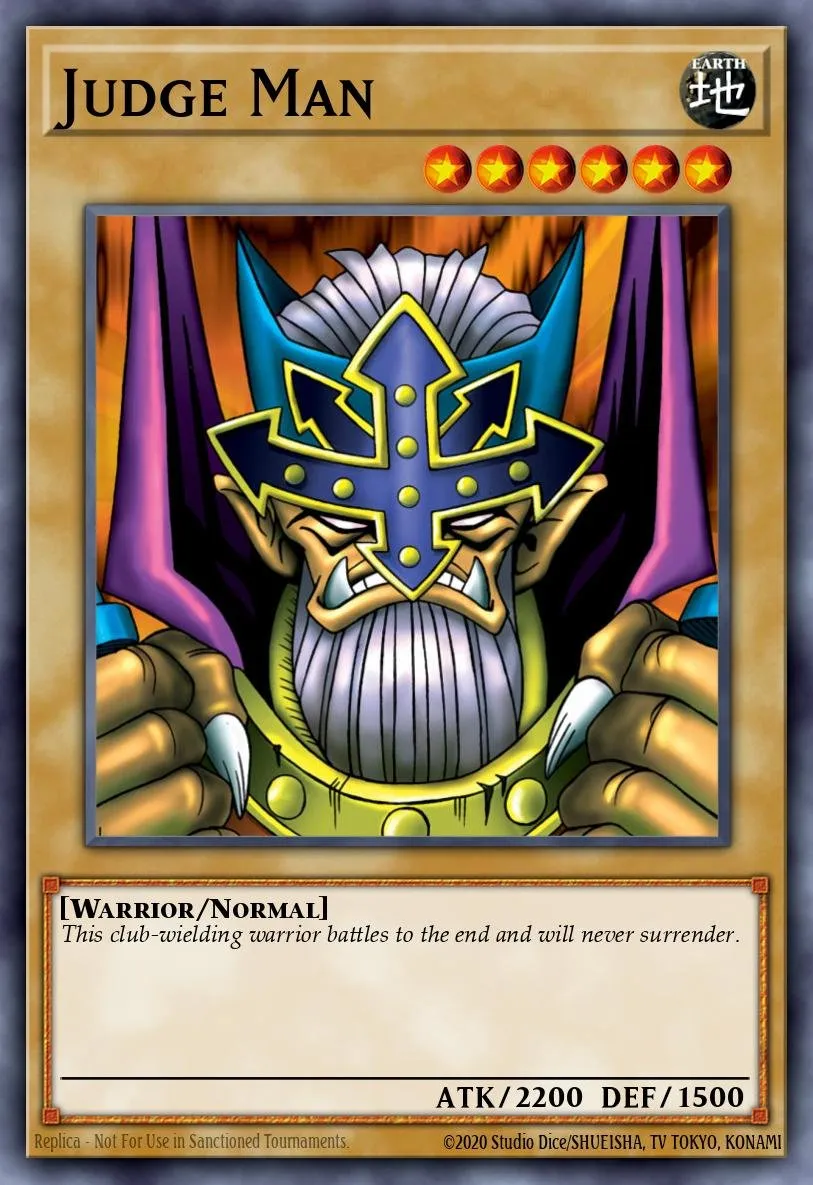 Judge Man
EARTH
地
[Warrior/Normal]
This club-wielding warrior battles to the end and will never surrender.
ATK/2200 DEF/1500
Replica - Not For Use in Sanctioned Tournaments.
©2020 Studio Dice/SHUEISHA, TV TOKYO, KONAMI